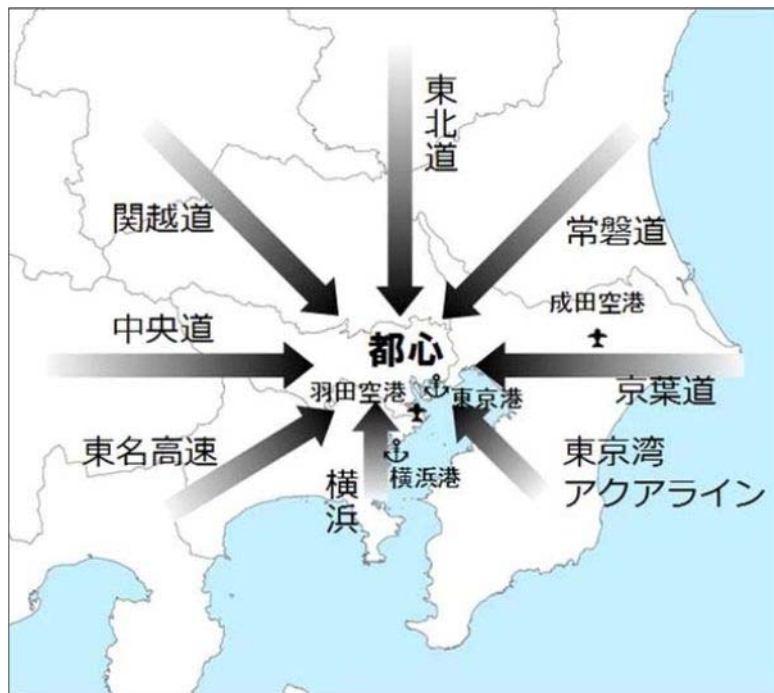 東北道
関越道
常磐道
成田空港
中央道
都心
羽田空港
東京港
京葉道
東名高速
横浜
横浜港
東京湾
アクアライン